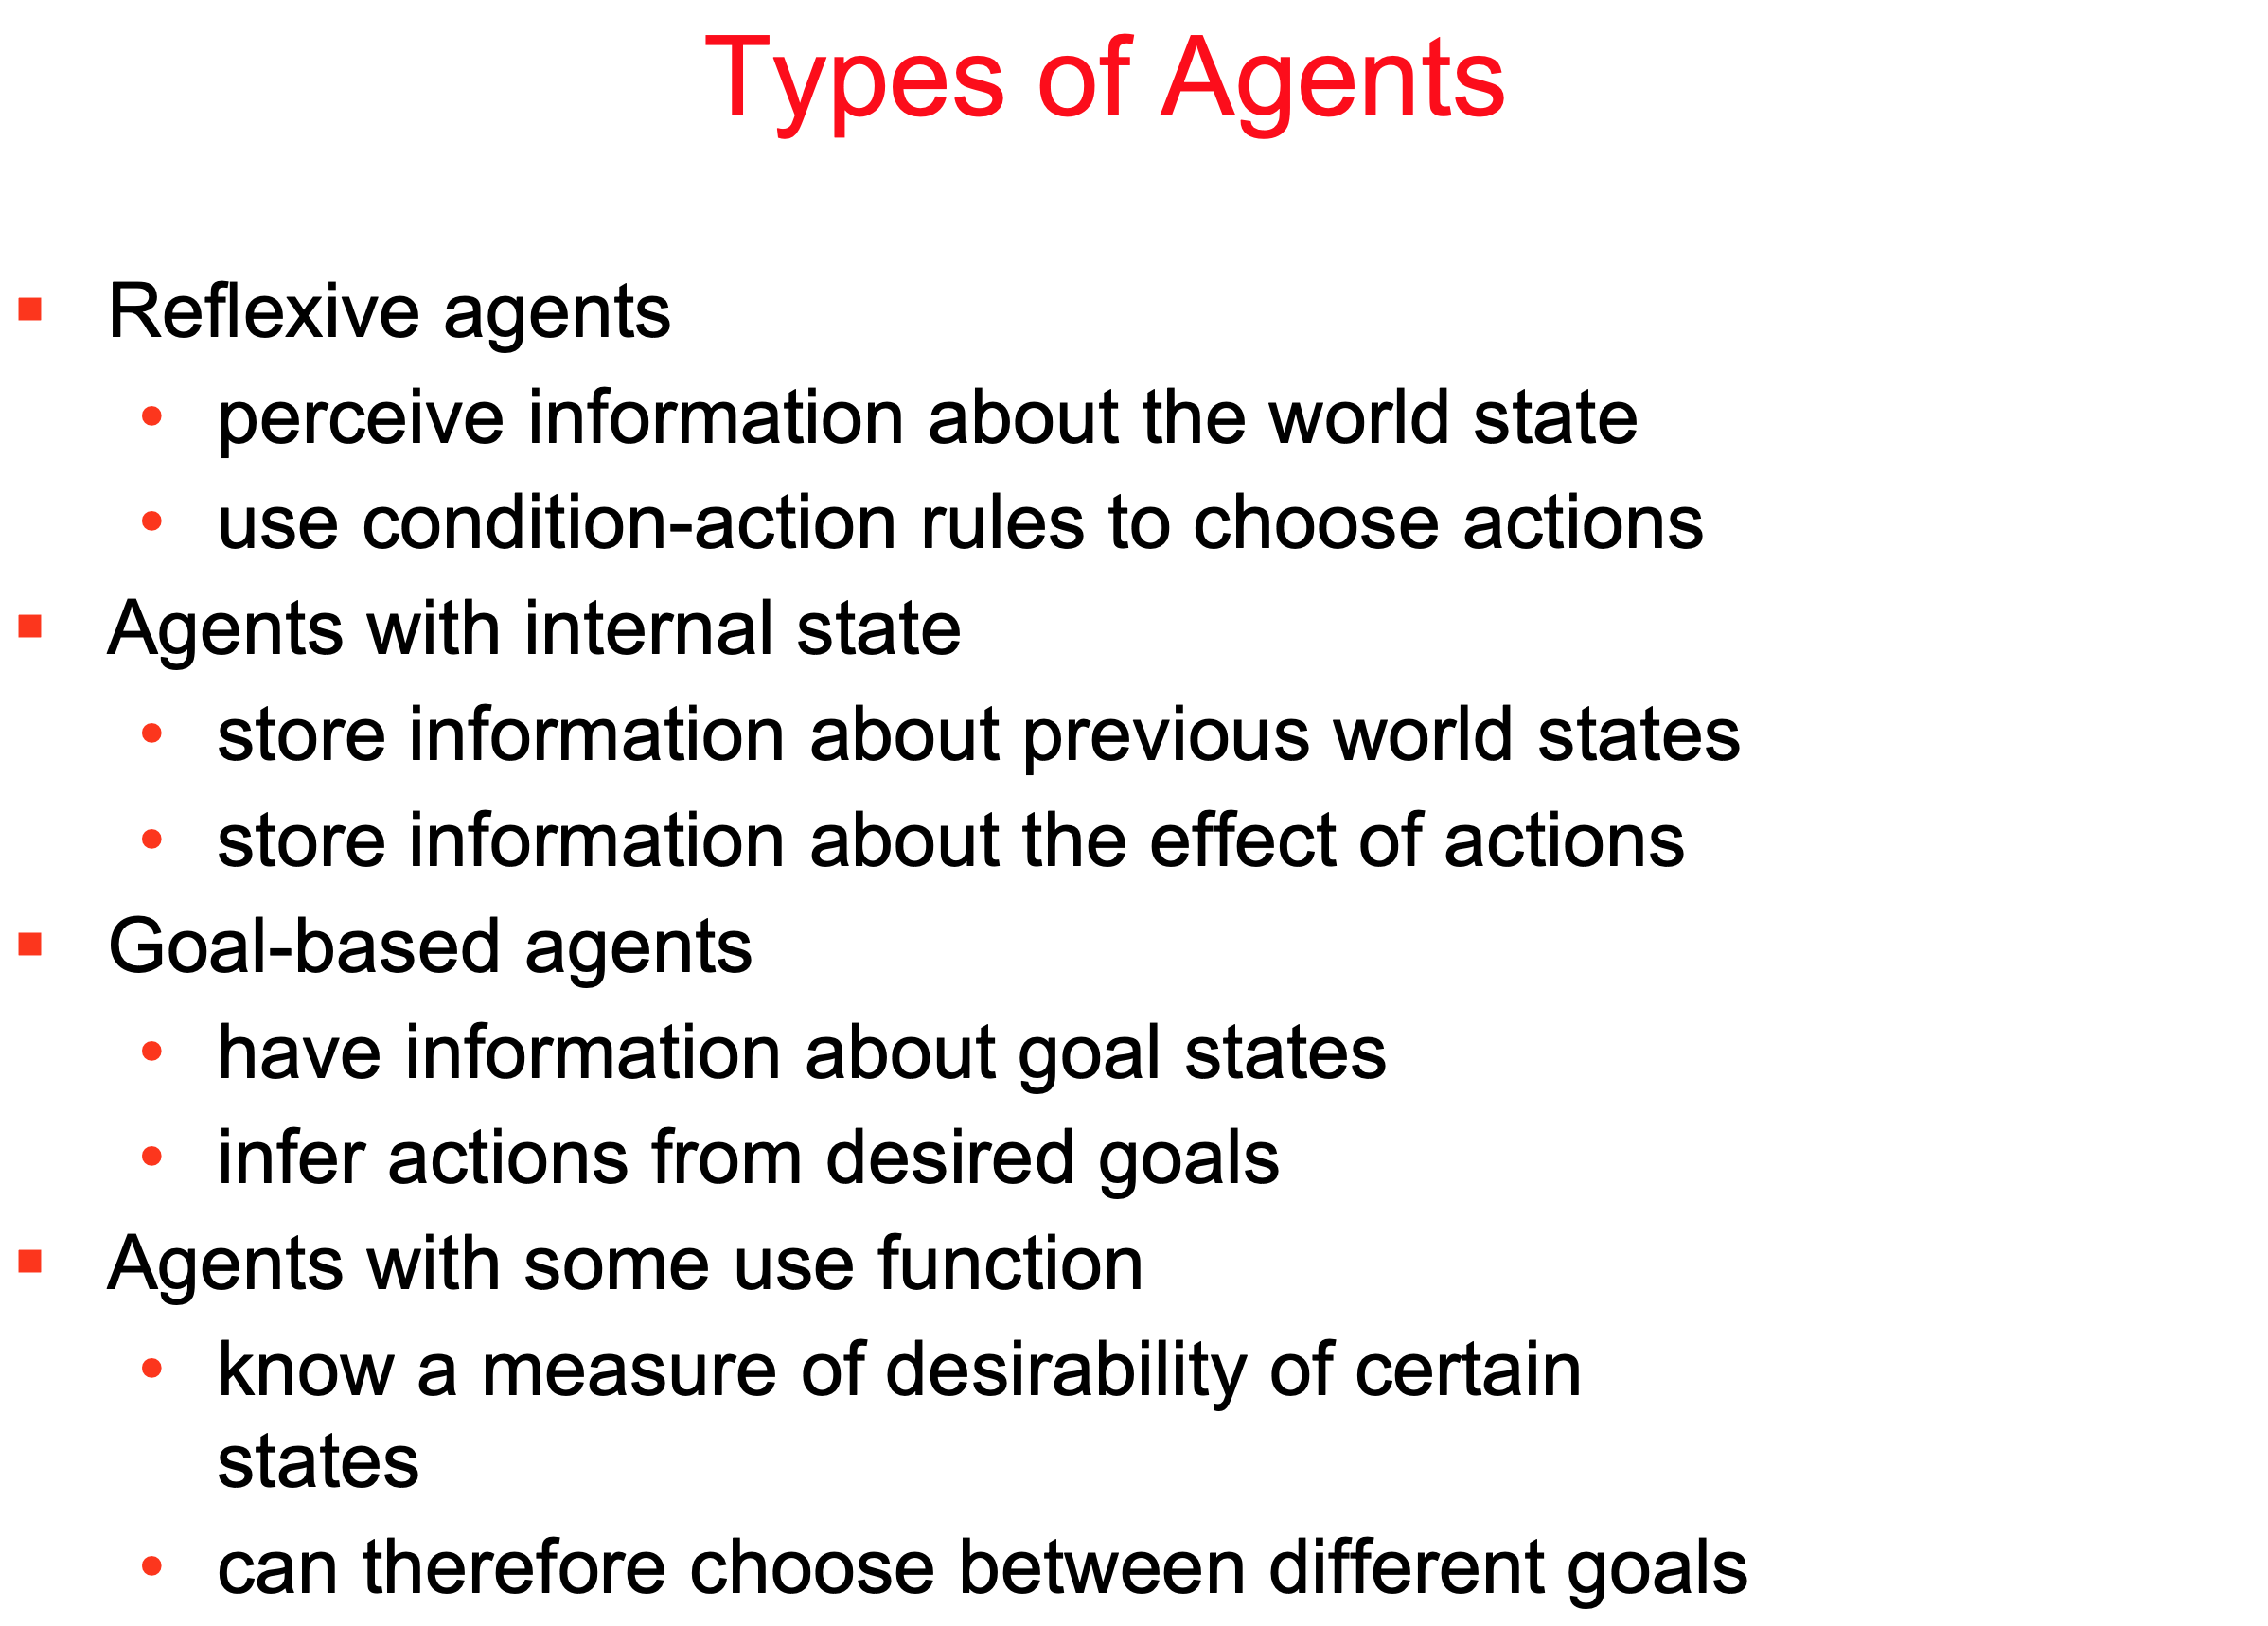 Types of Agents
Reflexive agents
perceive information about the world state
use condition-action rules to choose actions
Agents with internal state
store information about previous world states
store information about the effect of actions
Goal-based agents
have information about goal states
infer actions from desired goals
Agents with some use function
know a measure of desirability of certain
states
can therefore choose between different goals